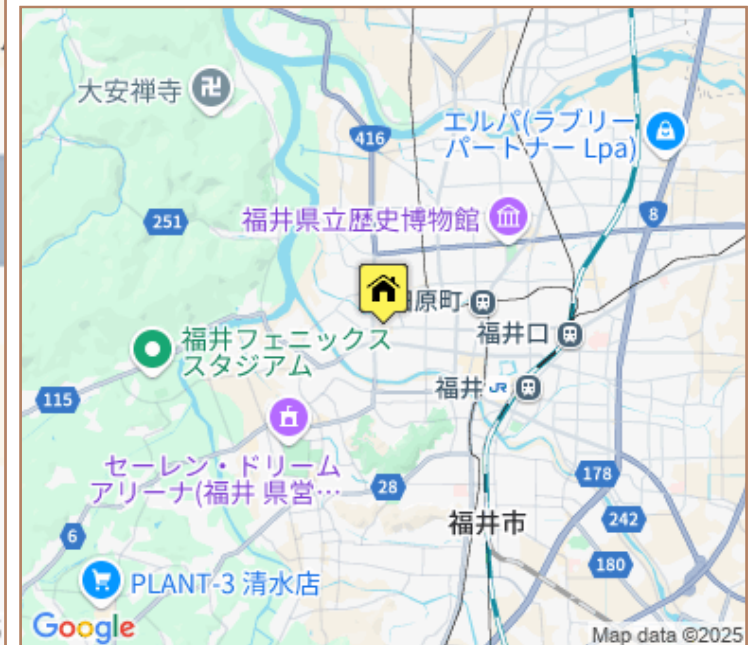 大安禅寺
416
エルパ(ラブリー
パートナー Lpa)
8
251
福井県立歴史博物館
田原町
福井口
福井フェニックス
スタジアム
福井 JR
115
セーレン・ドリーム
アリーナ(福井 県営…
28
178
福井市
242
6
180
PLANT-3 清水店
Google
Map data ©2025